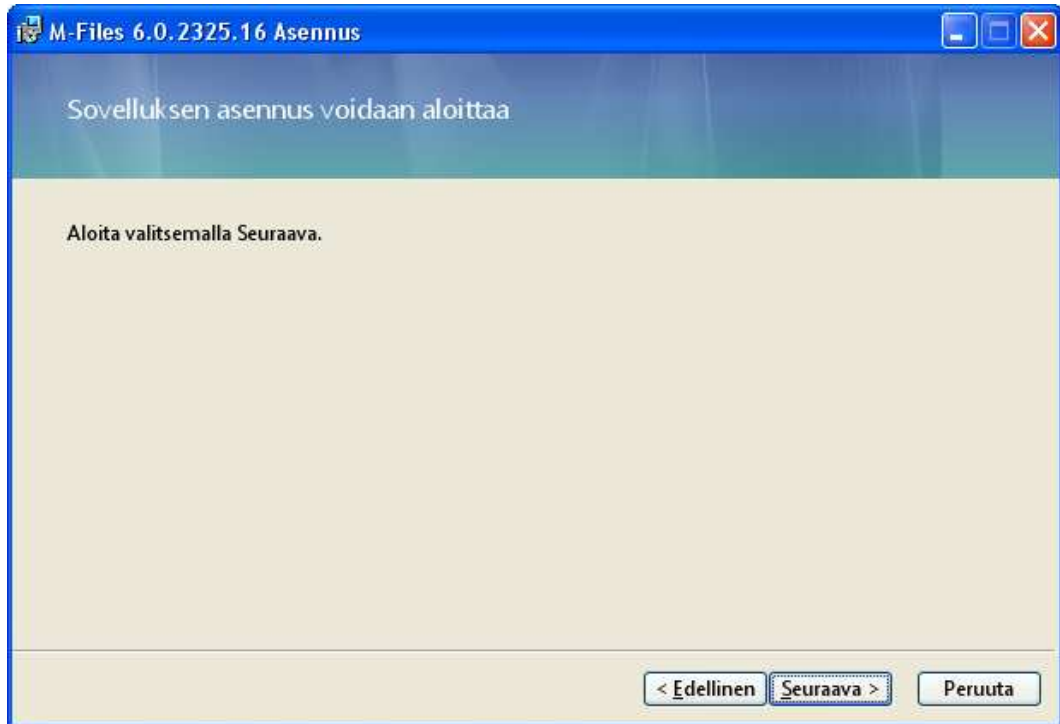 M-Files 6.0.2325.16 Asennus
Sovelluksen asennus voidaan aloittaa
Aloita valitsemalla Seuraava.
< Edellinen Seuraava > Peruuta